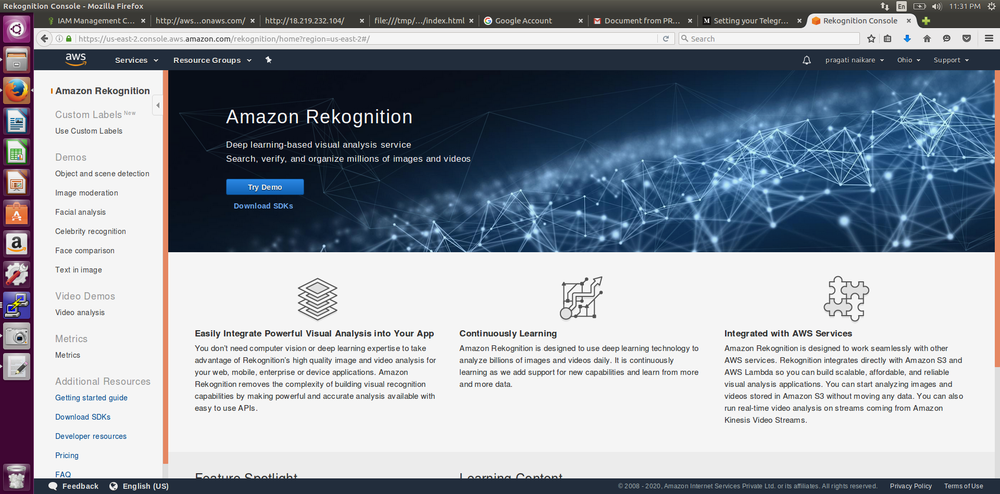 Rekognition Console - Mozilla Firefox
En
11:31 PM
IAM Management C...
http://aws...onaws.com/
http://18.219.232.104/
file:///tmp/.../index.html
Google Account
Document from PR...
Setting your Telegr...
Rekognition Console
https://us-east-2.console.aws.amazon.com/rekognition/home?region=us-east-2#/
Search
aws
Services
Resource Groups
pragati naikare
Ohio
Support
Amazon Rekognition
Custom Labels New
Use Custom Labels
Demos
Object and scene detection
Image moderation
Facial analysis
Celebrity recognition
Face comparison
Text in image
Video Demos
Video analysis
Metrics
Metrics
Additional Resources
Getting started guide
Download SDKs
Developer resources
Pricing
FAQ
Amazon Rekognition
Deep learning-based visual analysis service
Search, verify, and organize millions of images and videos
Try Demo
Download SDKs
Easily Integrate Powerful Visual Analysis into Your App
You don’t need computer vision or deep learning expertise to take
advantage of Rekognition’s high quality image and video analysis for
your web, mobile, enterprise or device applications. Amazon
Rekognition removes the complexity of building visual recognition
capabilities by making powerful and accurate analysis available with
easy to use APIs.
Continuously Learning
Amazon Rekognition is designed to use deep learning technology to
analyze billions of images and videos daily. It is continuously
learning as we add support for new capabilities and learn from more
and more data.
Integrated with AWS Services
Amazon Rekognition is designed to work seamlessly with other
AWS services. Rekognition integrates directly with Amazon S3 and
AWS Lambda so you can build scalable, affordable, and reliable
visual analysis applications. You can start analyzing images and
videos stored in Amazon S3 without moving any data. You can also
run real-time video analysis on streams coming from Amazon
Kinesis Video Streams.
Feature Spotlight
Learning Content
Feedback
English (US)
© 2008 - 2020, Amazon Internet Services Private Ltd. or its affiliates. All rights reserved.
Privacy Policy
Terms of Use